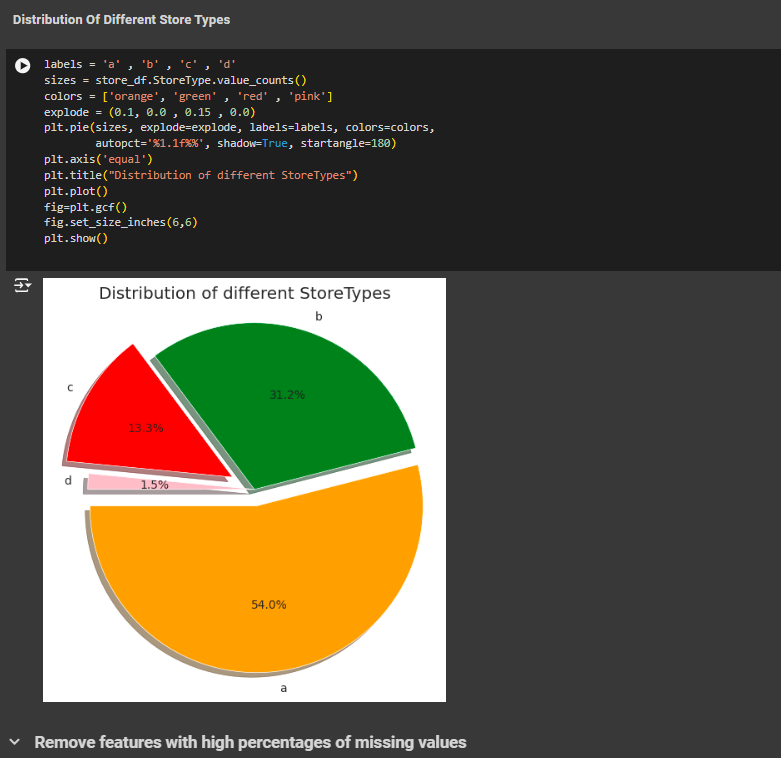 Distribution Of Different Store Types
labels = 'a' , 'b' , 'c' , 'd'
sizes = store_df.StoreType.value_counts()
colors = ['orange', 'green' , 'red' , 'pink']
explode = (0.1, 0.0 , 0.15 , 0.0)
plt.pie(sizes, explode=explode, labels=labels, colors=colors,
autopct='%1.1f%%', shadow=True, startangle=180)
plt.axis('equal')
plt.title("Distribution of different StoreTypes")
plt.plot()
fig=plt.gcf()
fig.set_size_inches(6,6)
plt.show()
Distribution of different StoreTypes
b
c
31.2%
13.3%
d
1.5%
54.0%
a
Remove features with high percentages of missing values